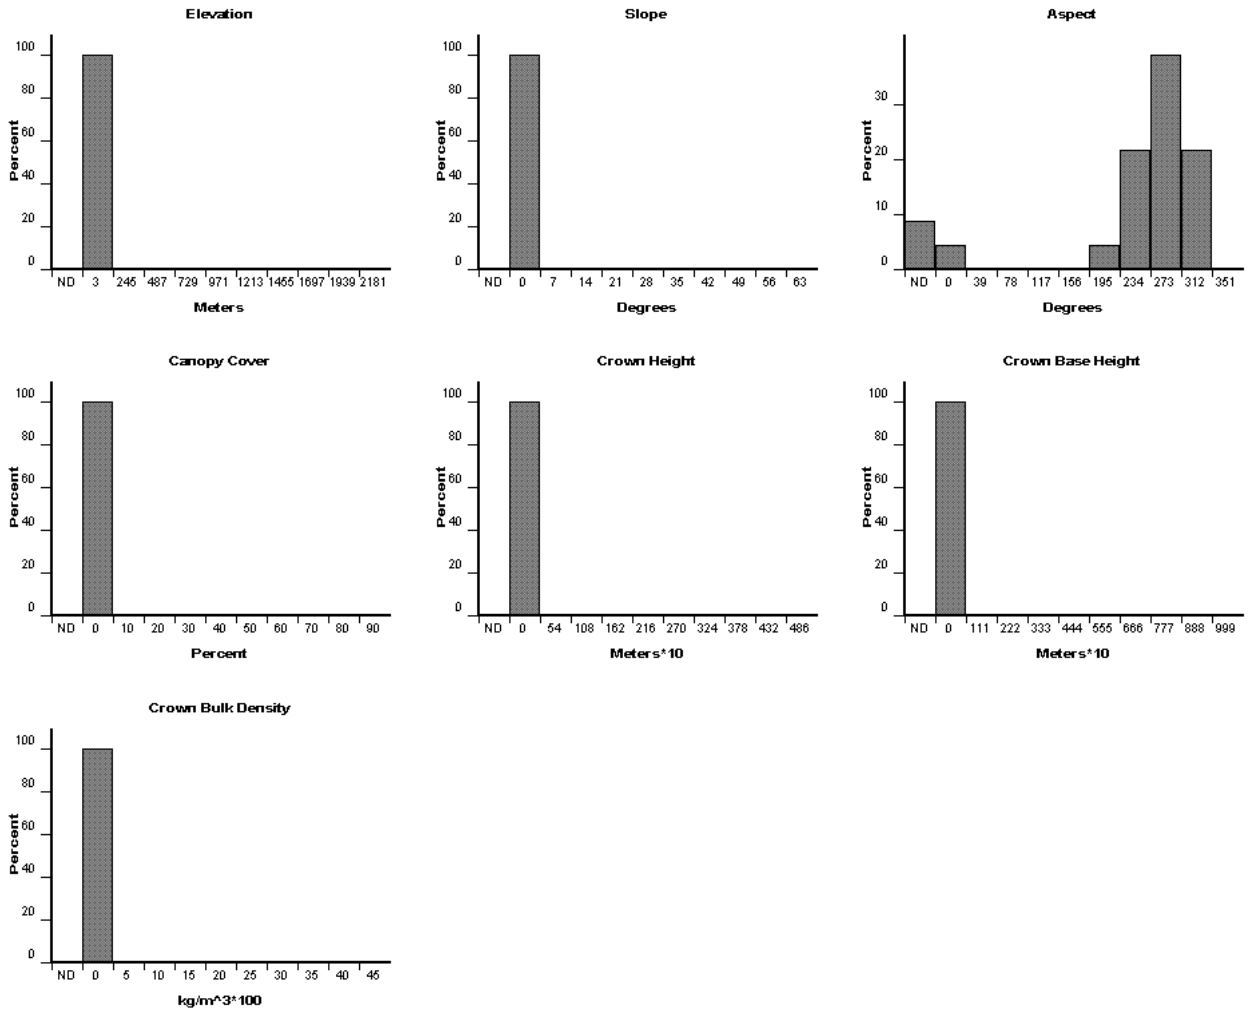 Elevation
100
80
60
40
20
0
Percent
ND 3 245 487 729 971 1213 1455 1697 1939 2181
Meters
Slope
100
80
60
40
20
0
Percent
ND 0 7 14 21 28 35 42 49 56 63
Degrees
Aspect
30
20
10
0
Percent
ND 0 39 78 117 156 195 234 273 312 351
Degrees
Canopy Cover
100
80
60
40
20
0
Percent
ND 0 10 20 30 40 50 60 70 80 90
Percent
Crown Height
100
80
60
40
20
0
Percent
ND 0 54 108 162 216 270 324 378 432 486
Meters*10
Crown Base Height
100
80
60
40
20
0
Percent
ND 0 111 222 333 444 555 666 777 888 999
Meters*10
Crown Bulk Density
100
80
60
40
20
0
Percent
ND 0 5 10 15 20 25 30 35 40 45
kg/m^3*100